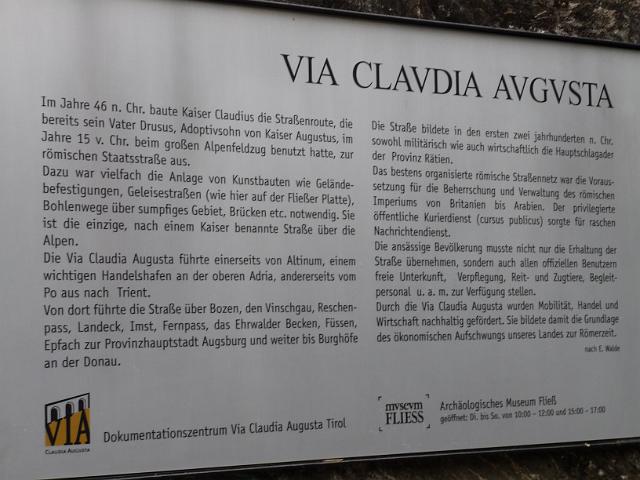 VIA CLAVDIA AVGVSTA
Im Jahre 46 n. Chr. baute Kaiser Claudius die Straßenroute, die
bereits sein Vater Drusus, Adoptivsohn von Kaiser Augustus, im
Jahre 15 v. Chr. beim großen Alpenfeldzug benutzt hatte, zur
römischen Staatsstraße aus.
Dazu war vielfach die Anlage von Kunstbauten wie Gelände-
befestigungen, Geleisestraßen (wie hier auf der Fließer Platte),
Bohlenwege über sumpfiges Gebiet, Brücken etc. notwendig. Sie
ist die einzige, nach einem Kaiser benannte Straße über die
Alpen.
Die Via Claudia Augusta führte einerseits von Altinum, einem
wichtigen Handelshafen an der oberen Adria, andererseits vom
Po aus nach Trient.
Von dort führte die Straße über Bozen, den Vinschgau, Reschen-
pass, Landeck, Imst, Fernpass, das Ehrwalder Becken, Füssen,
Epfach zur Provinzhauptstadt Augsburg und weiter bis Burghöfe
an der Donau.
Die Straße bildete in den ersten zwei jahrhunderten n. Chr.
sowohl militärisch wie auch wirtschaftlich die Hauptschlagader
der Provinz Rätien.
Das bestens organisierte römische Straßennetz war die Voraus-
setzung für die Beherrschung und Verwaltung des römischen
Imperiums von Britanien bis Arabien. Der privilegierte
öffentliche Kurierdienst (cursus publicus) sorgte für raschen
Nachrichtendienst.
Die ansässige Bevölkerung musste nicht nur die Erhaltung der
Straße übernehmen, sondern auch allen offiziellen Benutzern
freie Unterkunft, Verpflegung, Reit- und Zugtiere, Begleit-
personal u. a. m. zur Verfügung stellen.
Durch die Via Claudia Augusta wurden Mobilität, Handel und
Wirtschaft nachhaltig gefördert. Sie bildete damit die Grundlage
des ökonomischen Aufschwungs unseres Landes zur Römerzeit.
nach E. Walde
VIA
CLAUDIA AUGUSTA
Dokumentationszentrum Via Claudia Augusta Tirol
mvsevm
FLIESS
Archäologisches Museum Fließ
geöffnet: Di. bis So. von 10:00 - 12:00 und 15:00 - 17:00